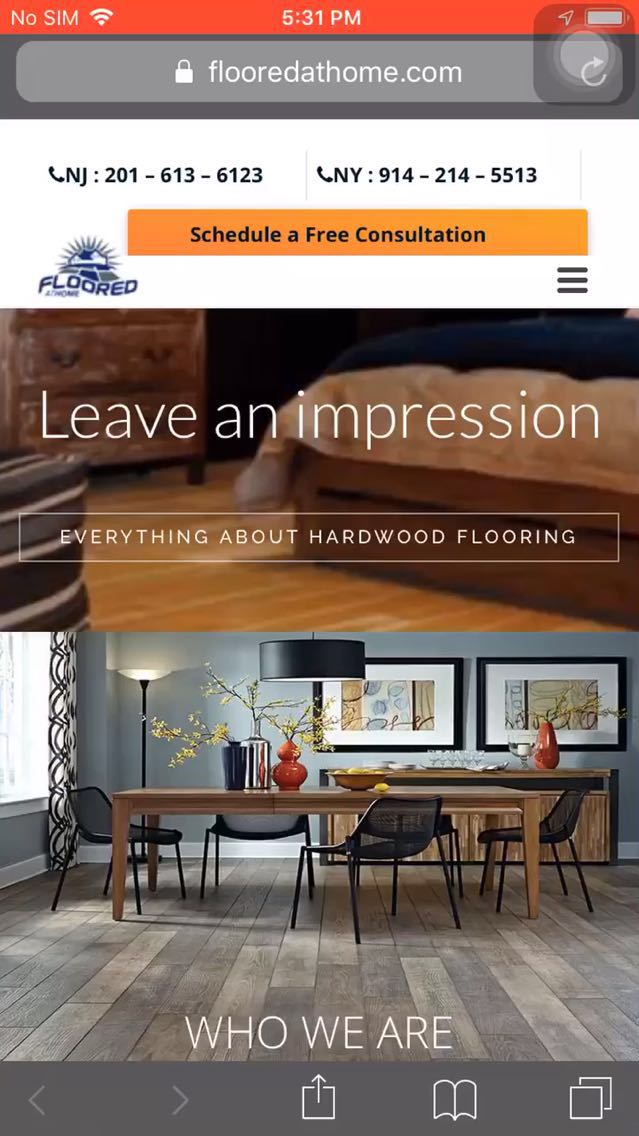 No SIM 5:31 PM
flooredathome.com
NJ : 201 – 613 – 6123 NY : 914 – 214 – 5513
Schedule a Free Consultation
FLOORED
AT HOME
Leave an impression
EVERYTHING ABOUT HARDWOOD FLOORING
WHO WE ARE